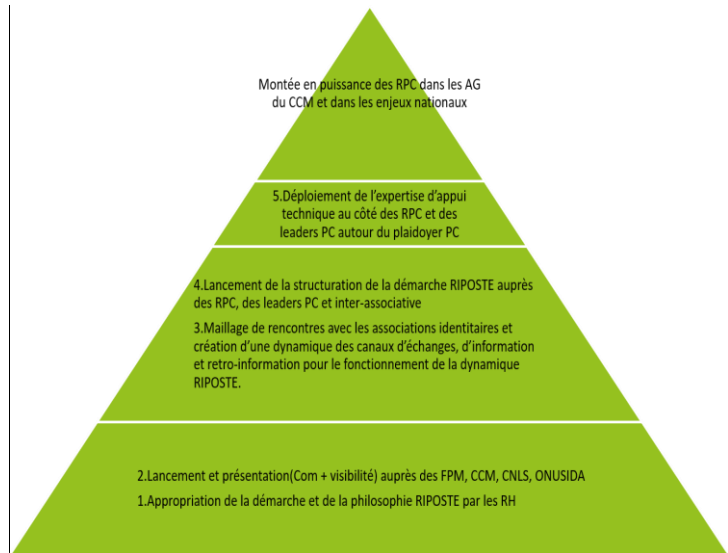 Montée en puissance des RPC dans les AG
du CCM et dans les enjeux nationaux
5.Déploiement de l'expertise d'appui
technique au côté des RPC et des
leaders PC autour du plaidoyer PC
4.Lancement de la structuration de la démarche RIPOSTE auprès
des RPC, des leaders PC et inter-associative
3.Maillage de rencontres avec les associations identitaires et
création d'une dynamique des canaux d'échanges, d'information
et retro-information pour le fonctionnement de la dynamique
RIPOSTE.
2.Lancement et présentation(Com + visibilité) auprès des FPM, CCM, CNLS, ONUSIDA
1.Appropriation de la démarche et de la philosophie RIPOSTE par les RH